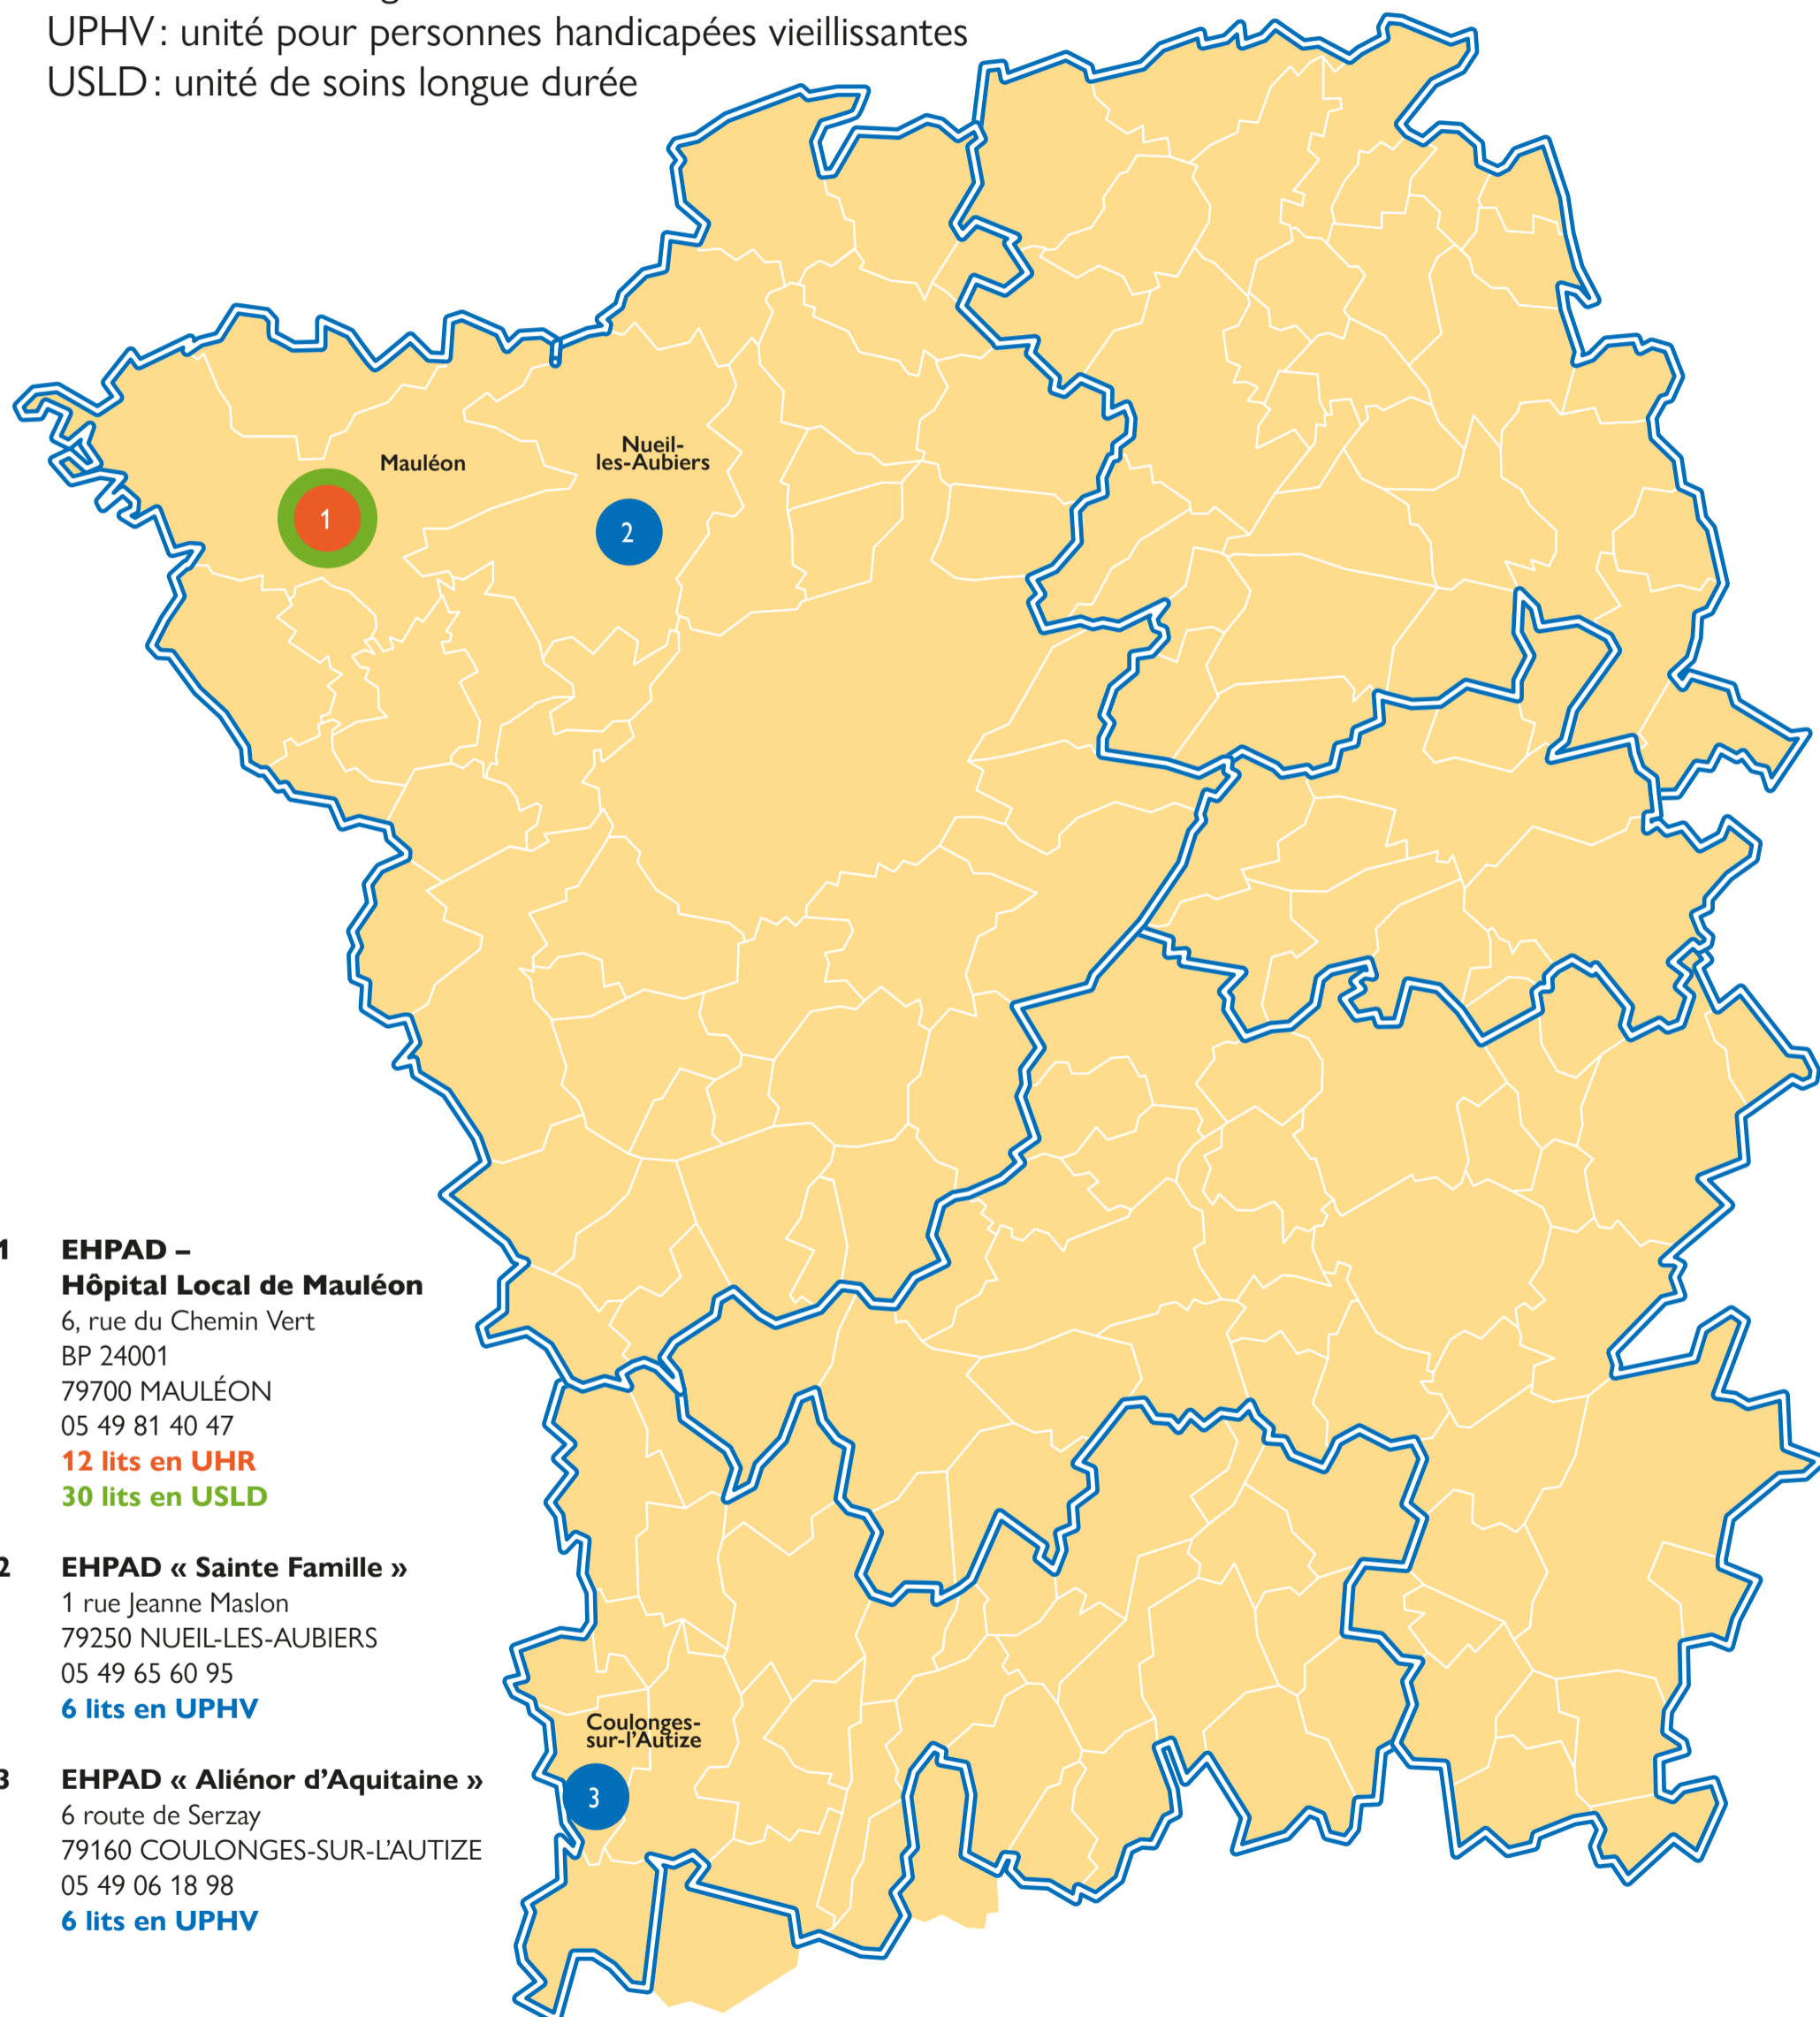 UPHV : unité pour personnes handicapées vieillissantes
USLD : unité de soins longue durée
Mauléon
Nueil-
les-Aubiers
1
2
1 EHPAD –
Hôpital Local de Mauléon
6, rue du Chemin Vert
BP 24001
79700 MAULÉON
05 49 81 40 47
12 lits en UHR
30 lits en USLD
2 EHPAD « Sainte Famille »
1 rue Jeanne Maslon
79250 NUEIL-LES-AUBIERS
05 49 65 60 95
6 lits en UPHV
3 EHPAD « Aliénor d’Aquitaine »
6 route de Serzay
79160 COULONGES-SUR-L’AUTIZE
05 49 06 18 98
6 lits en UPHV
Coulonges-
sur-l’Autize
3